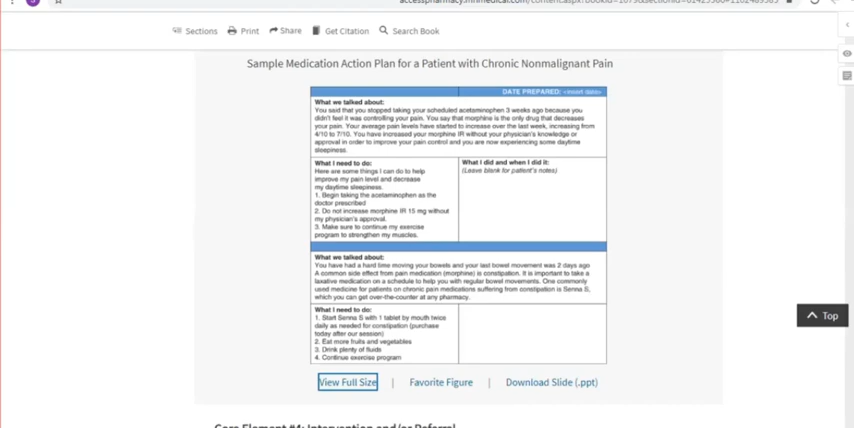 Sections Print Share Get Citation Search Book
Sample Medication Action Plan for a Patient with Chronic Nonmalignant Pain
DATE PREPARED: <insert date>
What we talked about:
You said that you stopped taking your scheduled acetaminophen 3 weeks ago because you
didn't feel it was controlling your pain. You say that morphine is the only drug that decreases
your pain. Your average pain levels have started to increase over the last week, increasing from
4/10 to 7/10. You have increased your morphine IR without your physician's knowledge or
approval in order to improve your pain control and you are now experiencing some daytime
sleepiness.
What I need to do:
Here are some things I can do to help
improve my pain level and decrease
my daytime sleepiness.
1. Begin taking the acetaminophen as the
doctor prescribed
2. Do not increase morphine IR 15 mg without
my physician's approval.
3. Make sure to continue my exercise
program to strengthen my muscles.
What I did and when I did it:
(Leave blank for patient's notes)
What we talked about:
You have had a hard time moving your bowels and your last bowel movement was 2 days ago
A common side effect from pain medication (morphine) is constipation. It is important to take a
laxative medication on a schedule to help you with regular bowel movements. One commonly
used medicine for patients on chronic pain medications suffering from constipation is Senna S,
which you can get over-the-counter at any pharmacy.
What I need to do:
1. Start Senna S with 1 tablet by mouth twice
daily as needed for constipation (purchase
today after our session)
2. Eat more fruits and vegetables
3. Drink plenty of fluids
4. Continue exercise program
Top
View Full Size | Favorite Figure | Download Slide (.ppt)
Core Element #4: Intervention and/or Referral